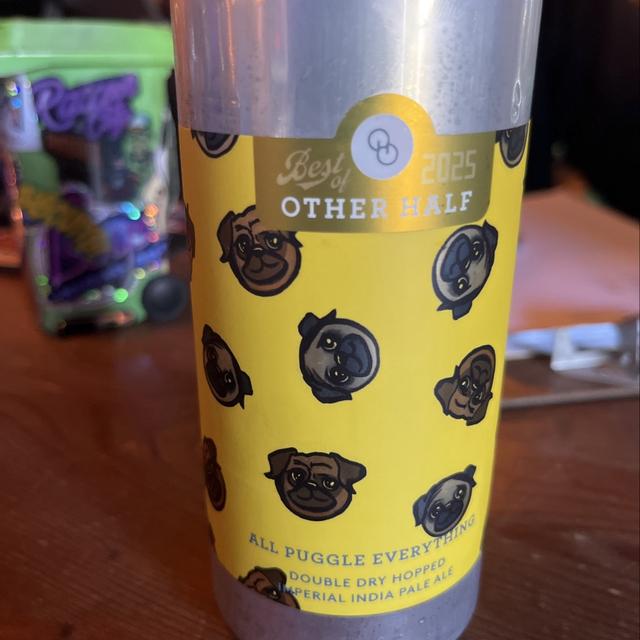 Best of 2025
OTHER HALF
ALL PUGGLE EVERYTHING
DOUBLE DRY HOPPED
IMPERIAL INDIA PALE ALE